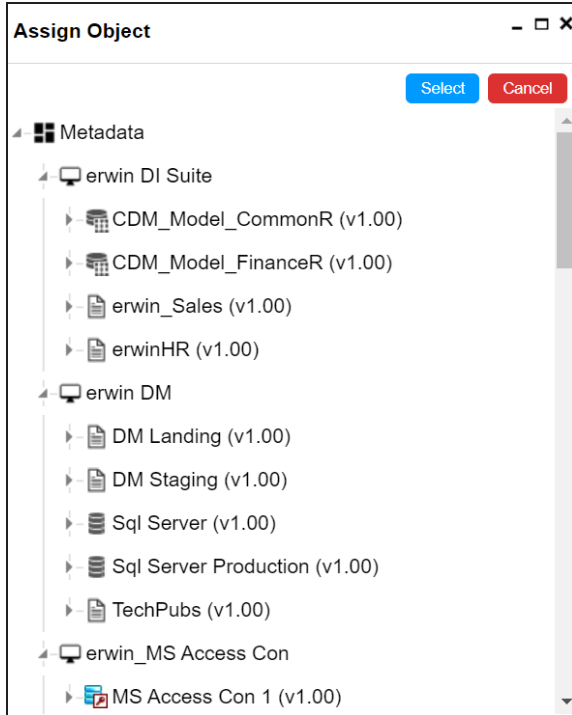 Assign Object
Select Cancel
Metadata
erwin DI Suite
CDM_Model_CommonR (v1.00)
CDM_Model_FinanceR (v1.00)
erwin_Sales (v1.00)
erwinHR (v1.00)
erwin DM
DM Landing (v1.00)
DM Staging (v1.00)
Sql Server (v1.00)
Sql Server Production (v1.00)
TechPubs (v1.00)
erwin_MS Access Con
MS Access Con 1 (v1.00)